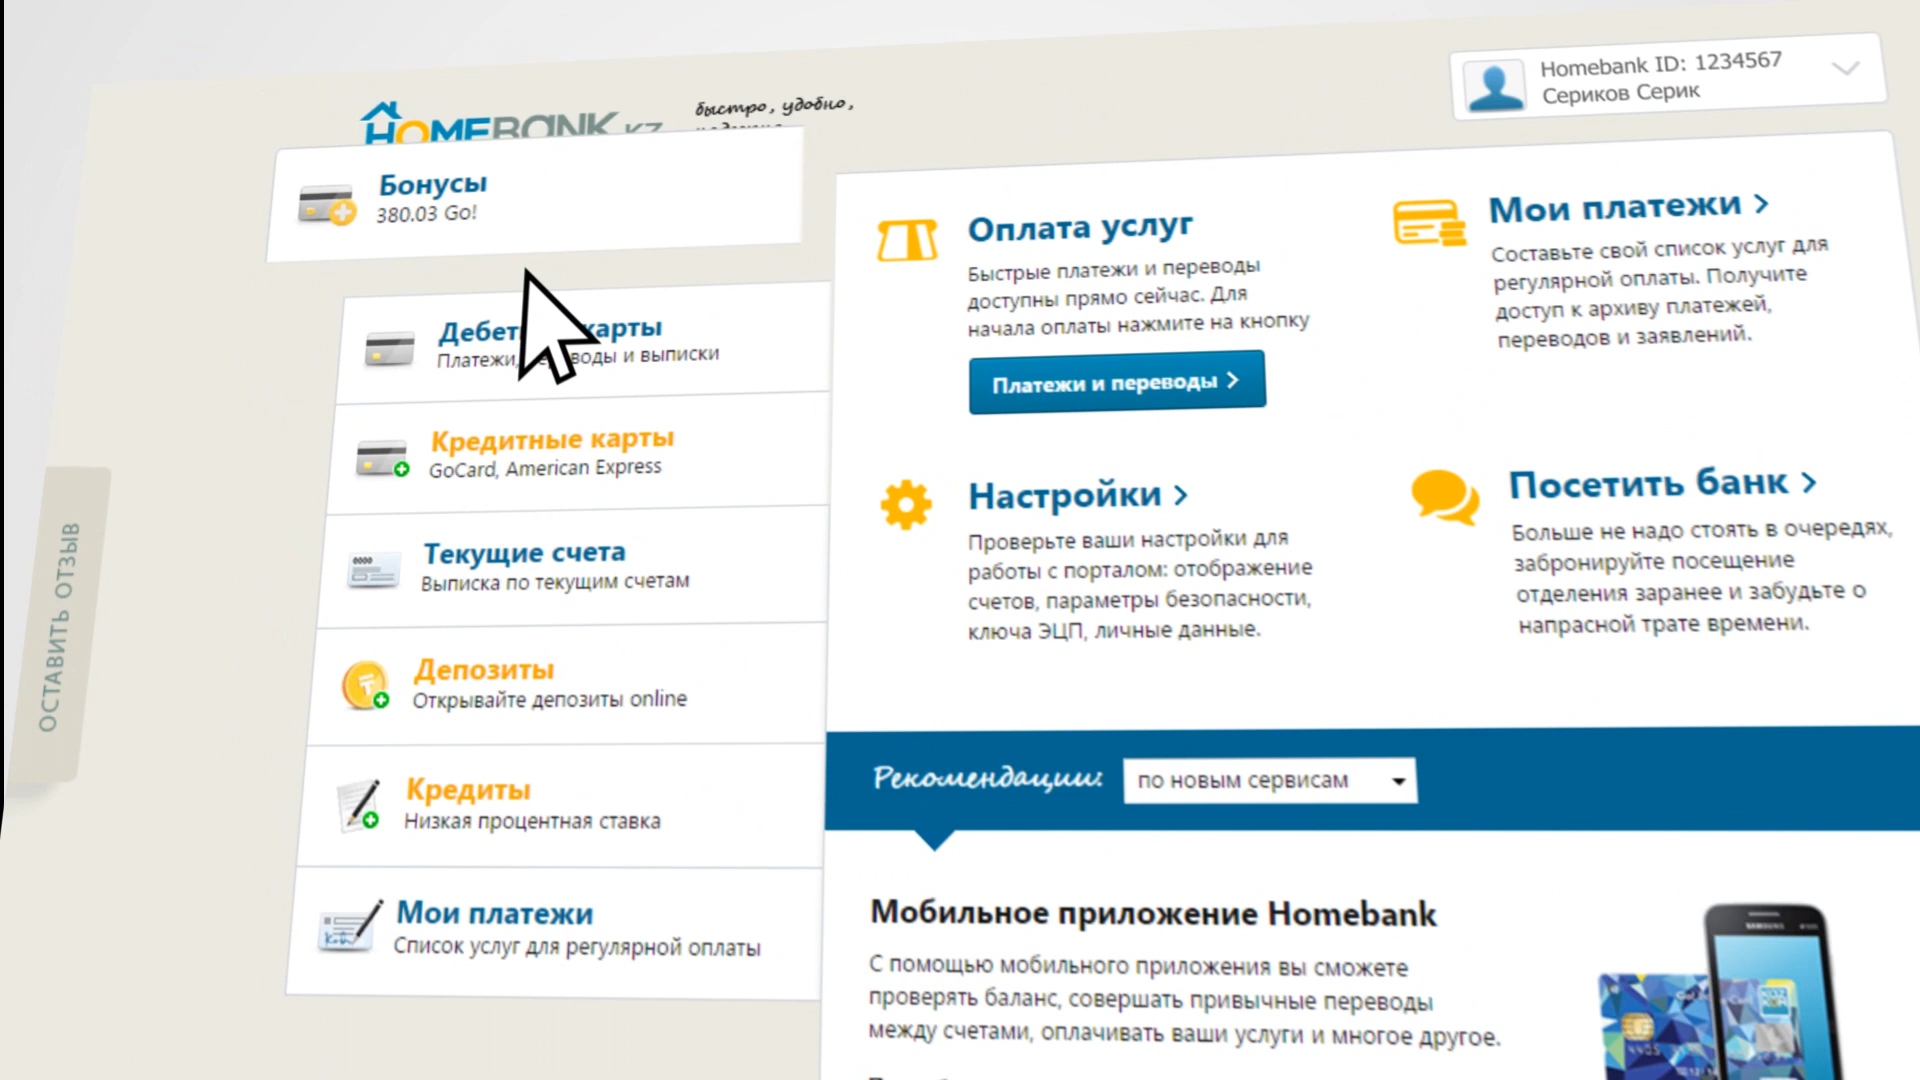 HOMEBANK.KZ
быстро, удобно,
Homebank ID: 1234567
Сериков Серик
Бонусы
380.03 Go!
карты
Платежи, и выписки
Кредитные карты
GoCard, American Express
Текущие счета
Выписка по текущим счетам
Депозиты
Открывайте депозиты online
Кредиты
Низкая процентная ставка
Мои платежи
Список услуг для регулярной оплаты
ОСТАВИТЬ ОТЗЫВ
Оплата услуг
Быстрые платежи и переводы
доступны прямо сейчас. Для
начала оплаты нажмите на кнопку
Платежи и переводы
Мои платежи
Составьте свой список услуг для
регулярной оплаты. Получите
доступ к архиву платежей,
переводов и заявлений.
Настройки
Проверьте ваши настройки для
работы с порталом: отображение
счетов, параметры безопасности,
ключа ЭЦП, личные данные.
Посетить банк
Больше не надо стоять в очередях,
забронируйте посещение
отделения заранее и забудьте о
напрасной трате времени.
Рекомендации:
по новым сервисам
Мобильное приложение Homebank
С помощью мобильного приложения вы сможете
проверять баланс, совершать привычные переводы
между счетами, оплачивать ваши услуги и многое другое.
SAMSUNG